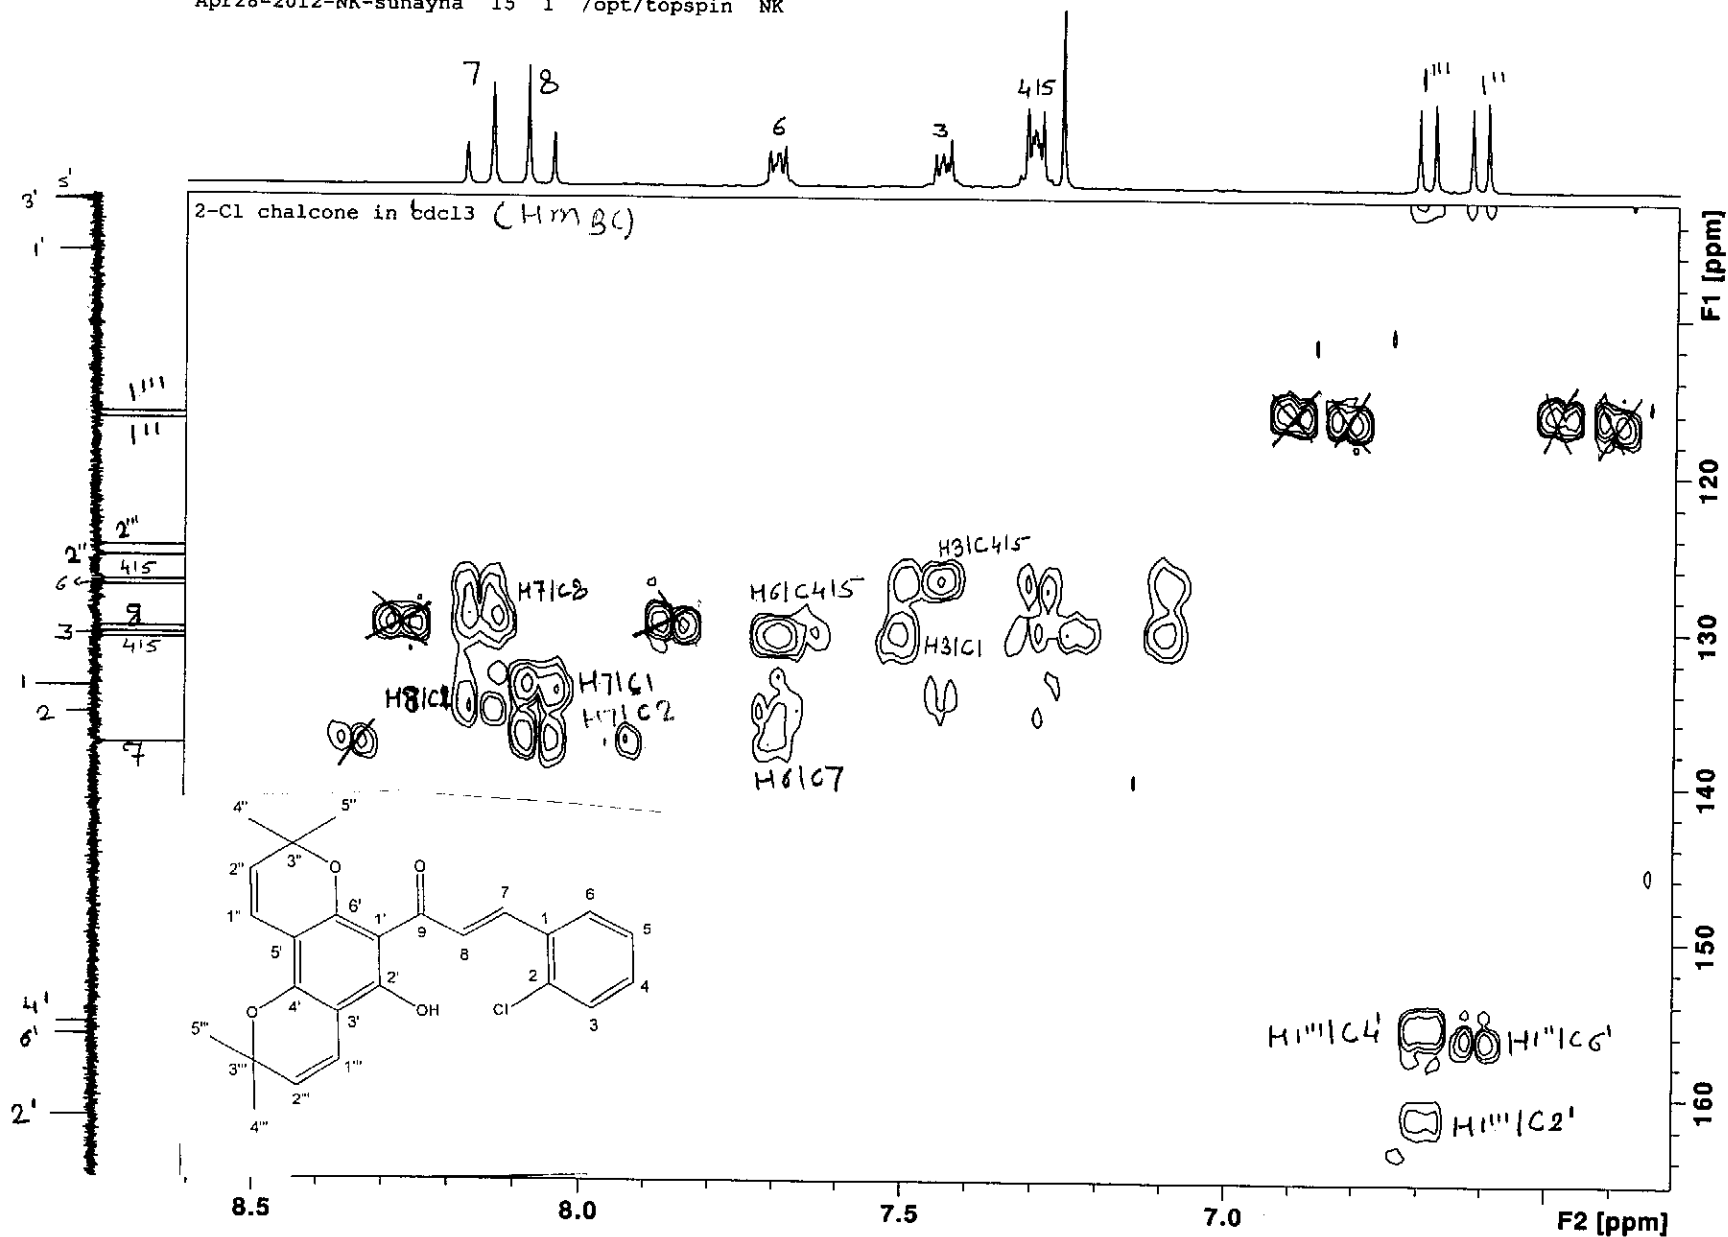 Apr28-2012-NK-sunayna 15 1 /opt/topspin NK
7 8 6 3 4/5 1''' 1''
2-Cl chalcone in cdcl3 (HMBC)
3' 5'
1'
1'''
1''
2'''
2''
4/5
6
8
3
4/5
1
2
7
4'
6'
2'
H7/C8
H6/C4/5
H3/C4/5
H3/C1
H7/C1
H7/C2
H6/C7
H1'''/C4'
H1''/C6'
H1'''/C2'
4'' 5''
3'' O O
2'' 7 6
1'' 6' 1' 9 8 1 5
5' 2' 2 4
O 4' 3' OH Cl 3
5''' 3''' 1'''
2'''
4'''
F1 [ppm]
120
130
140
150
160
8.5 8.0 7.5 7.0 F2 [ppm]